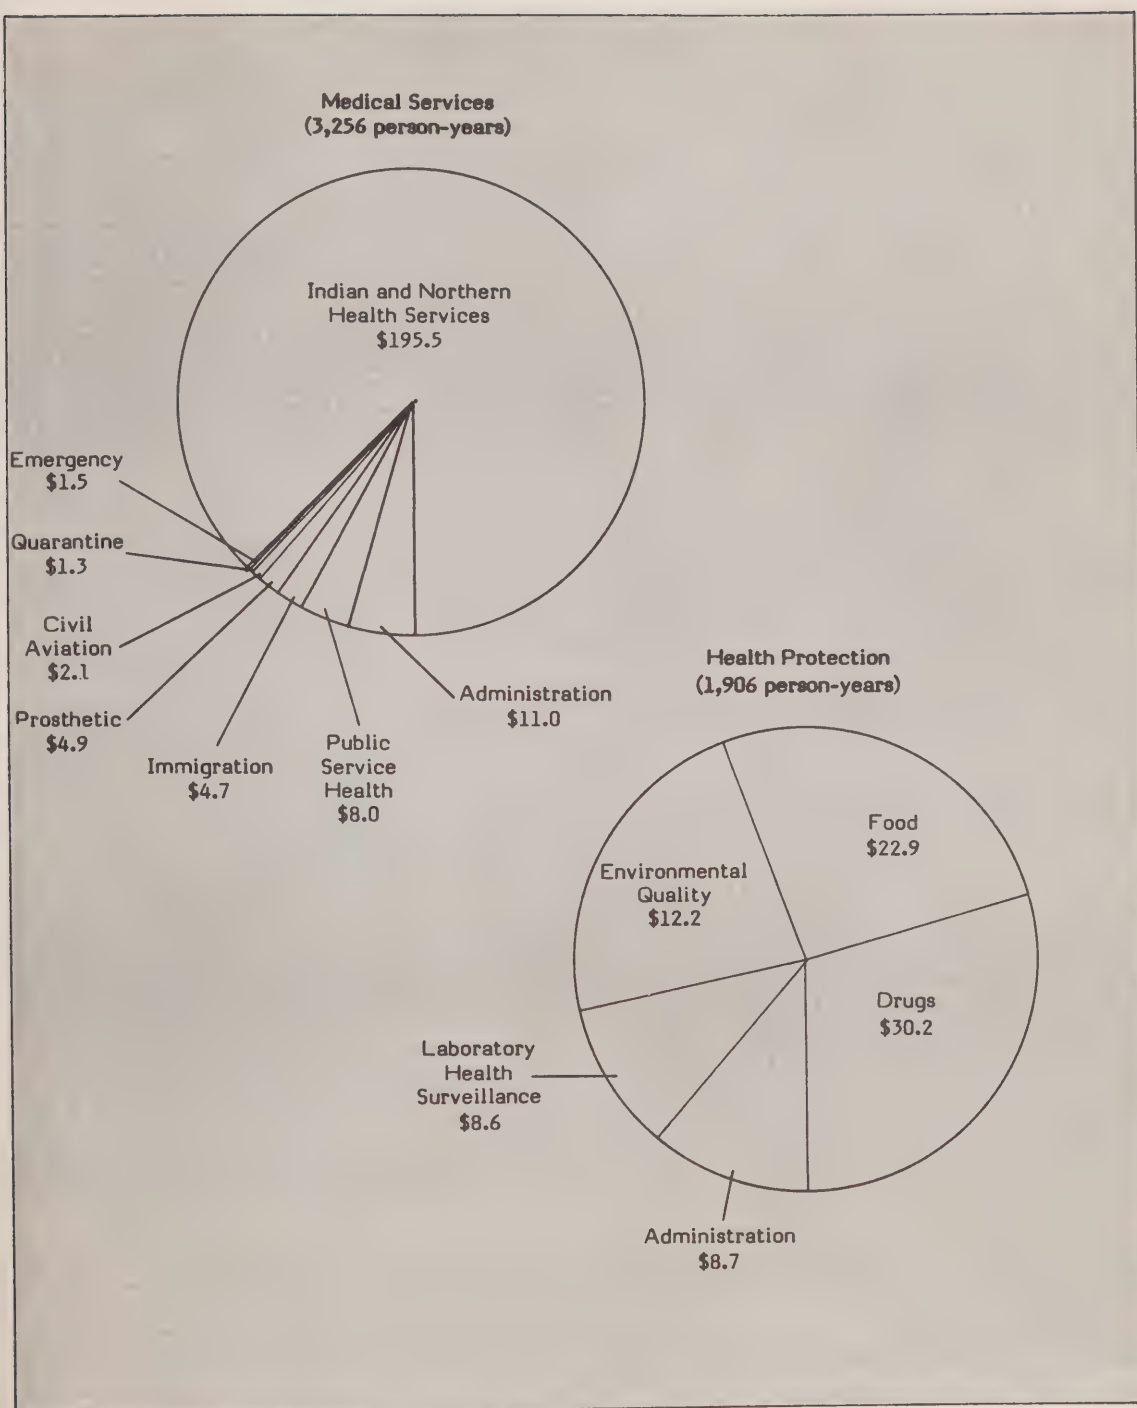 Medical Services
(3,256 person-years)
Indian and Northern
Health Services
$195.5
Emergency
$1.5
Quarantine
$1.3
Civil
Aviation
$2.1
Prosthetic
$4.9
Immigration
$4.7
Public
Service
Health
$8.0
Administration
$11.0
Health Protection
(1,906 person-years)
Food
$22.9
Environmental
Quality
$12.2
Drugs
$30.2
Laboratory
Health
Surveillance
$8.6
Administration
$8.7